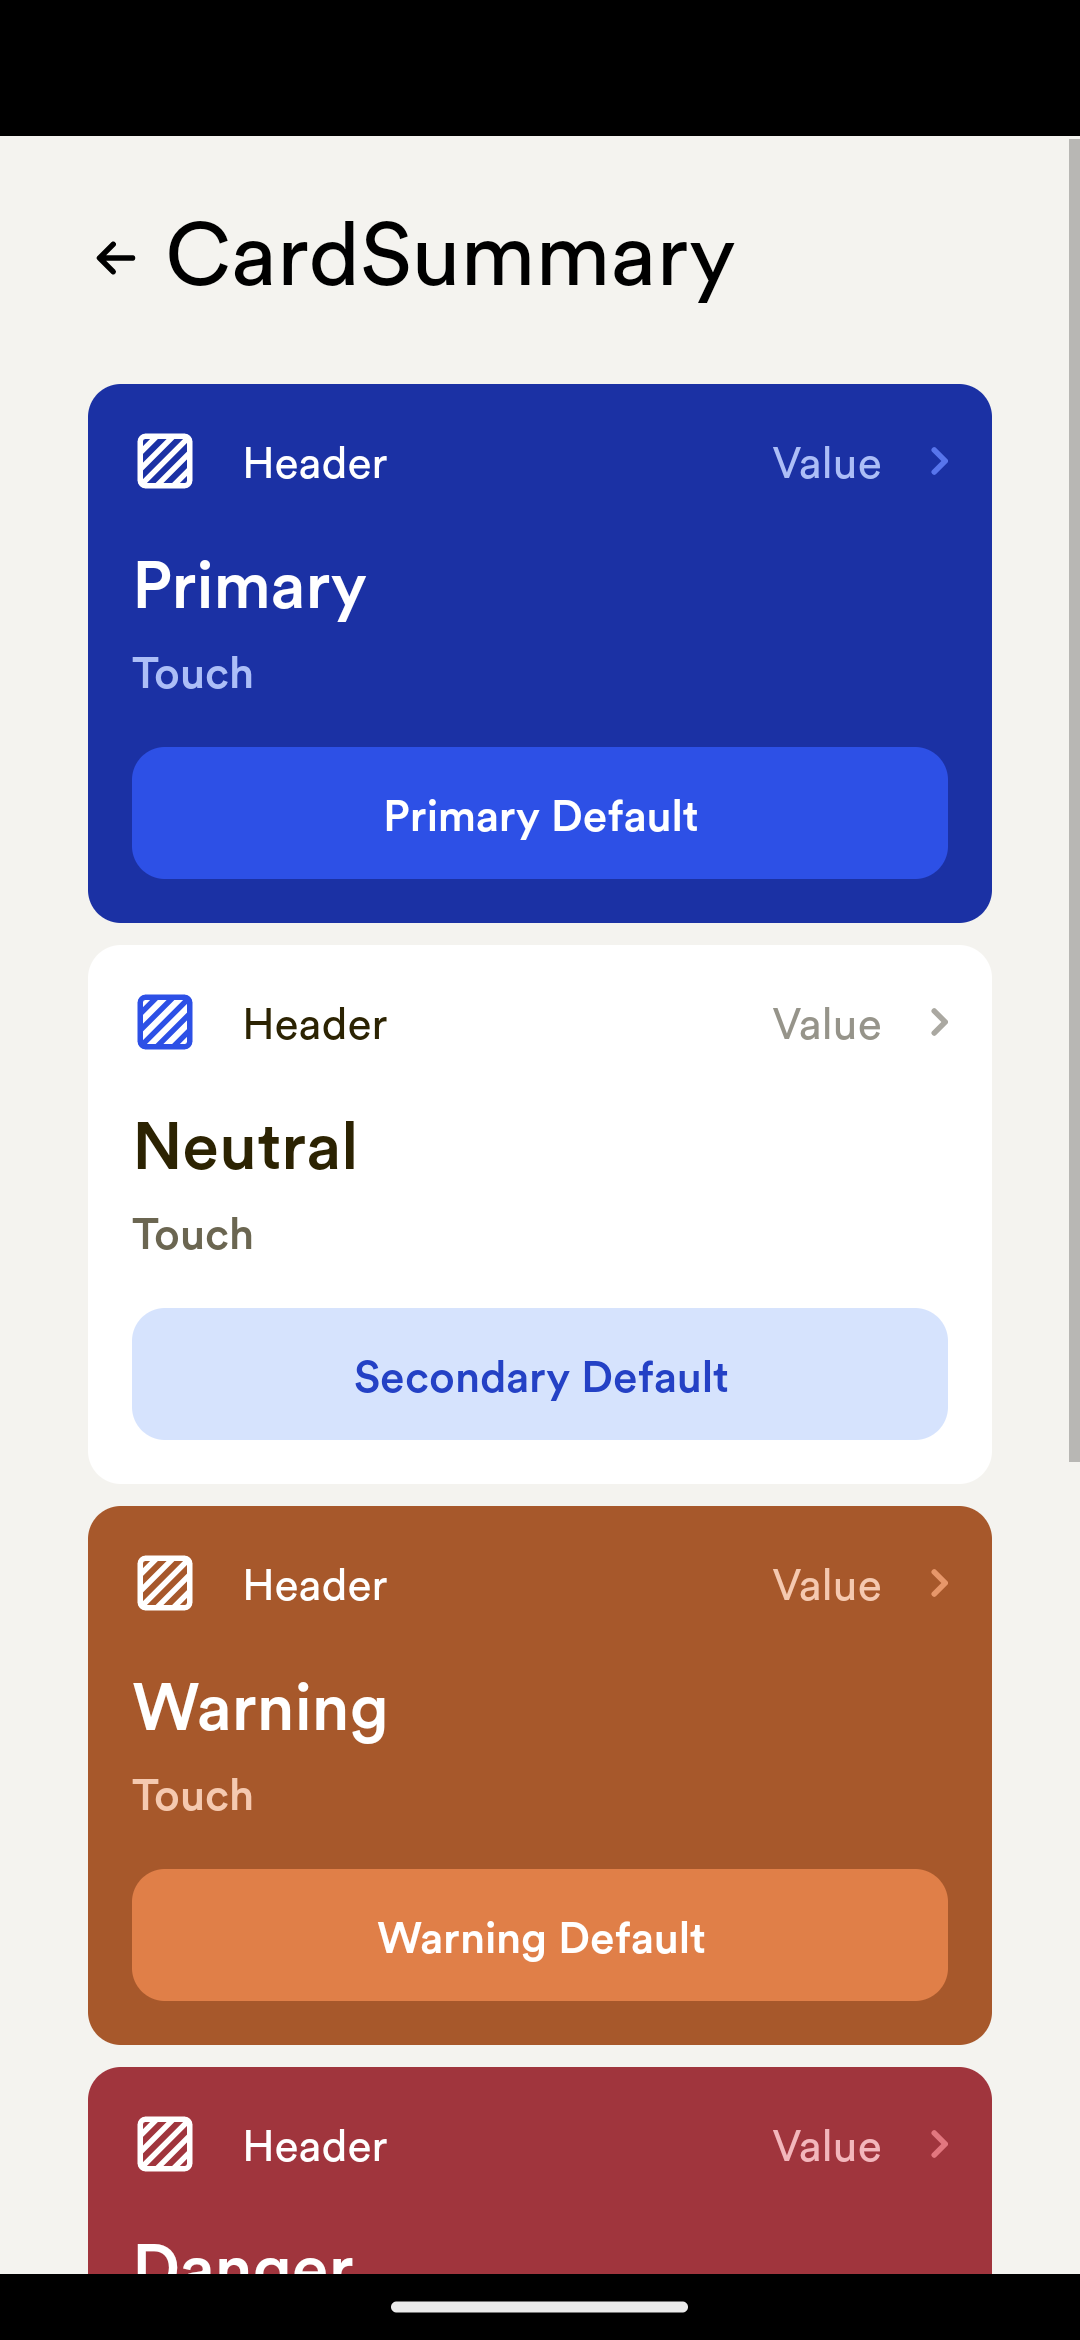 CardSummary
Header Value
Primary
Touch
Primary Default
Header Value
Neutral
Touch
Secondary Default
Header Value
Warning
Touch
Warning Default
Header Value
Danger